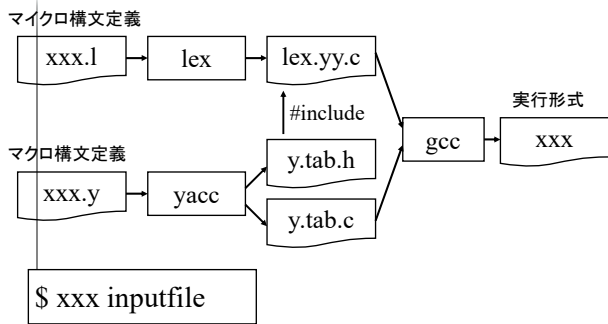 マイクロ構文定義
xxx.l
lex
lex.yy.c
#include
実行形式
マクロ構文定義
y.tab.h
gcc
xxx
xxx.y
yacc
y.tab.c
$ xxx inputfile